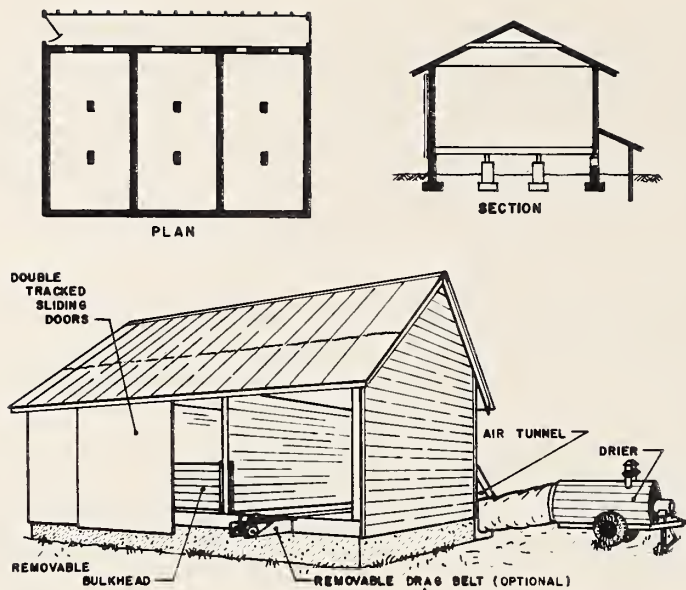 PLAN
SECTION
DOUBLE
TRACKED
SLIDING
DOORS
AIR TUNNEL
DRIER
REMOVABLE
BULKHEAD
REMOVABLE DRAG BELT (OPTIONAL)